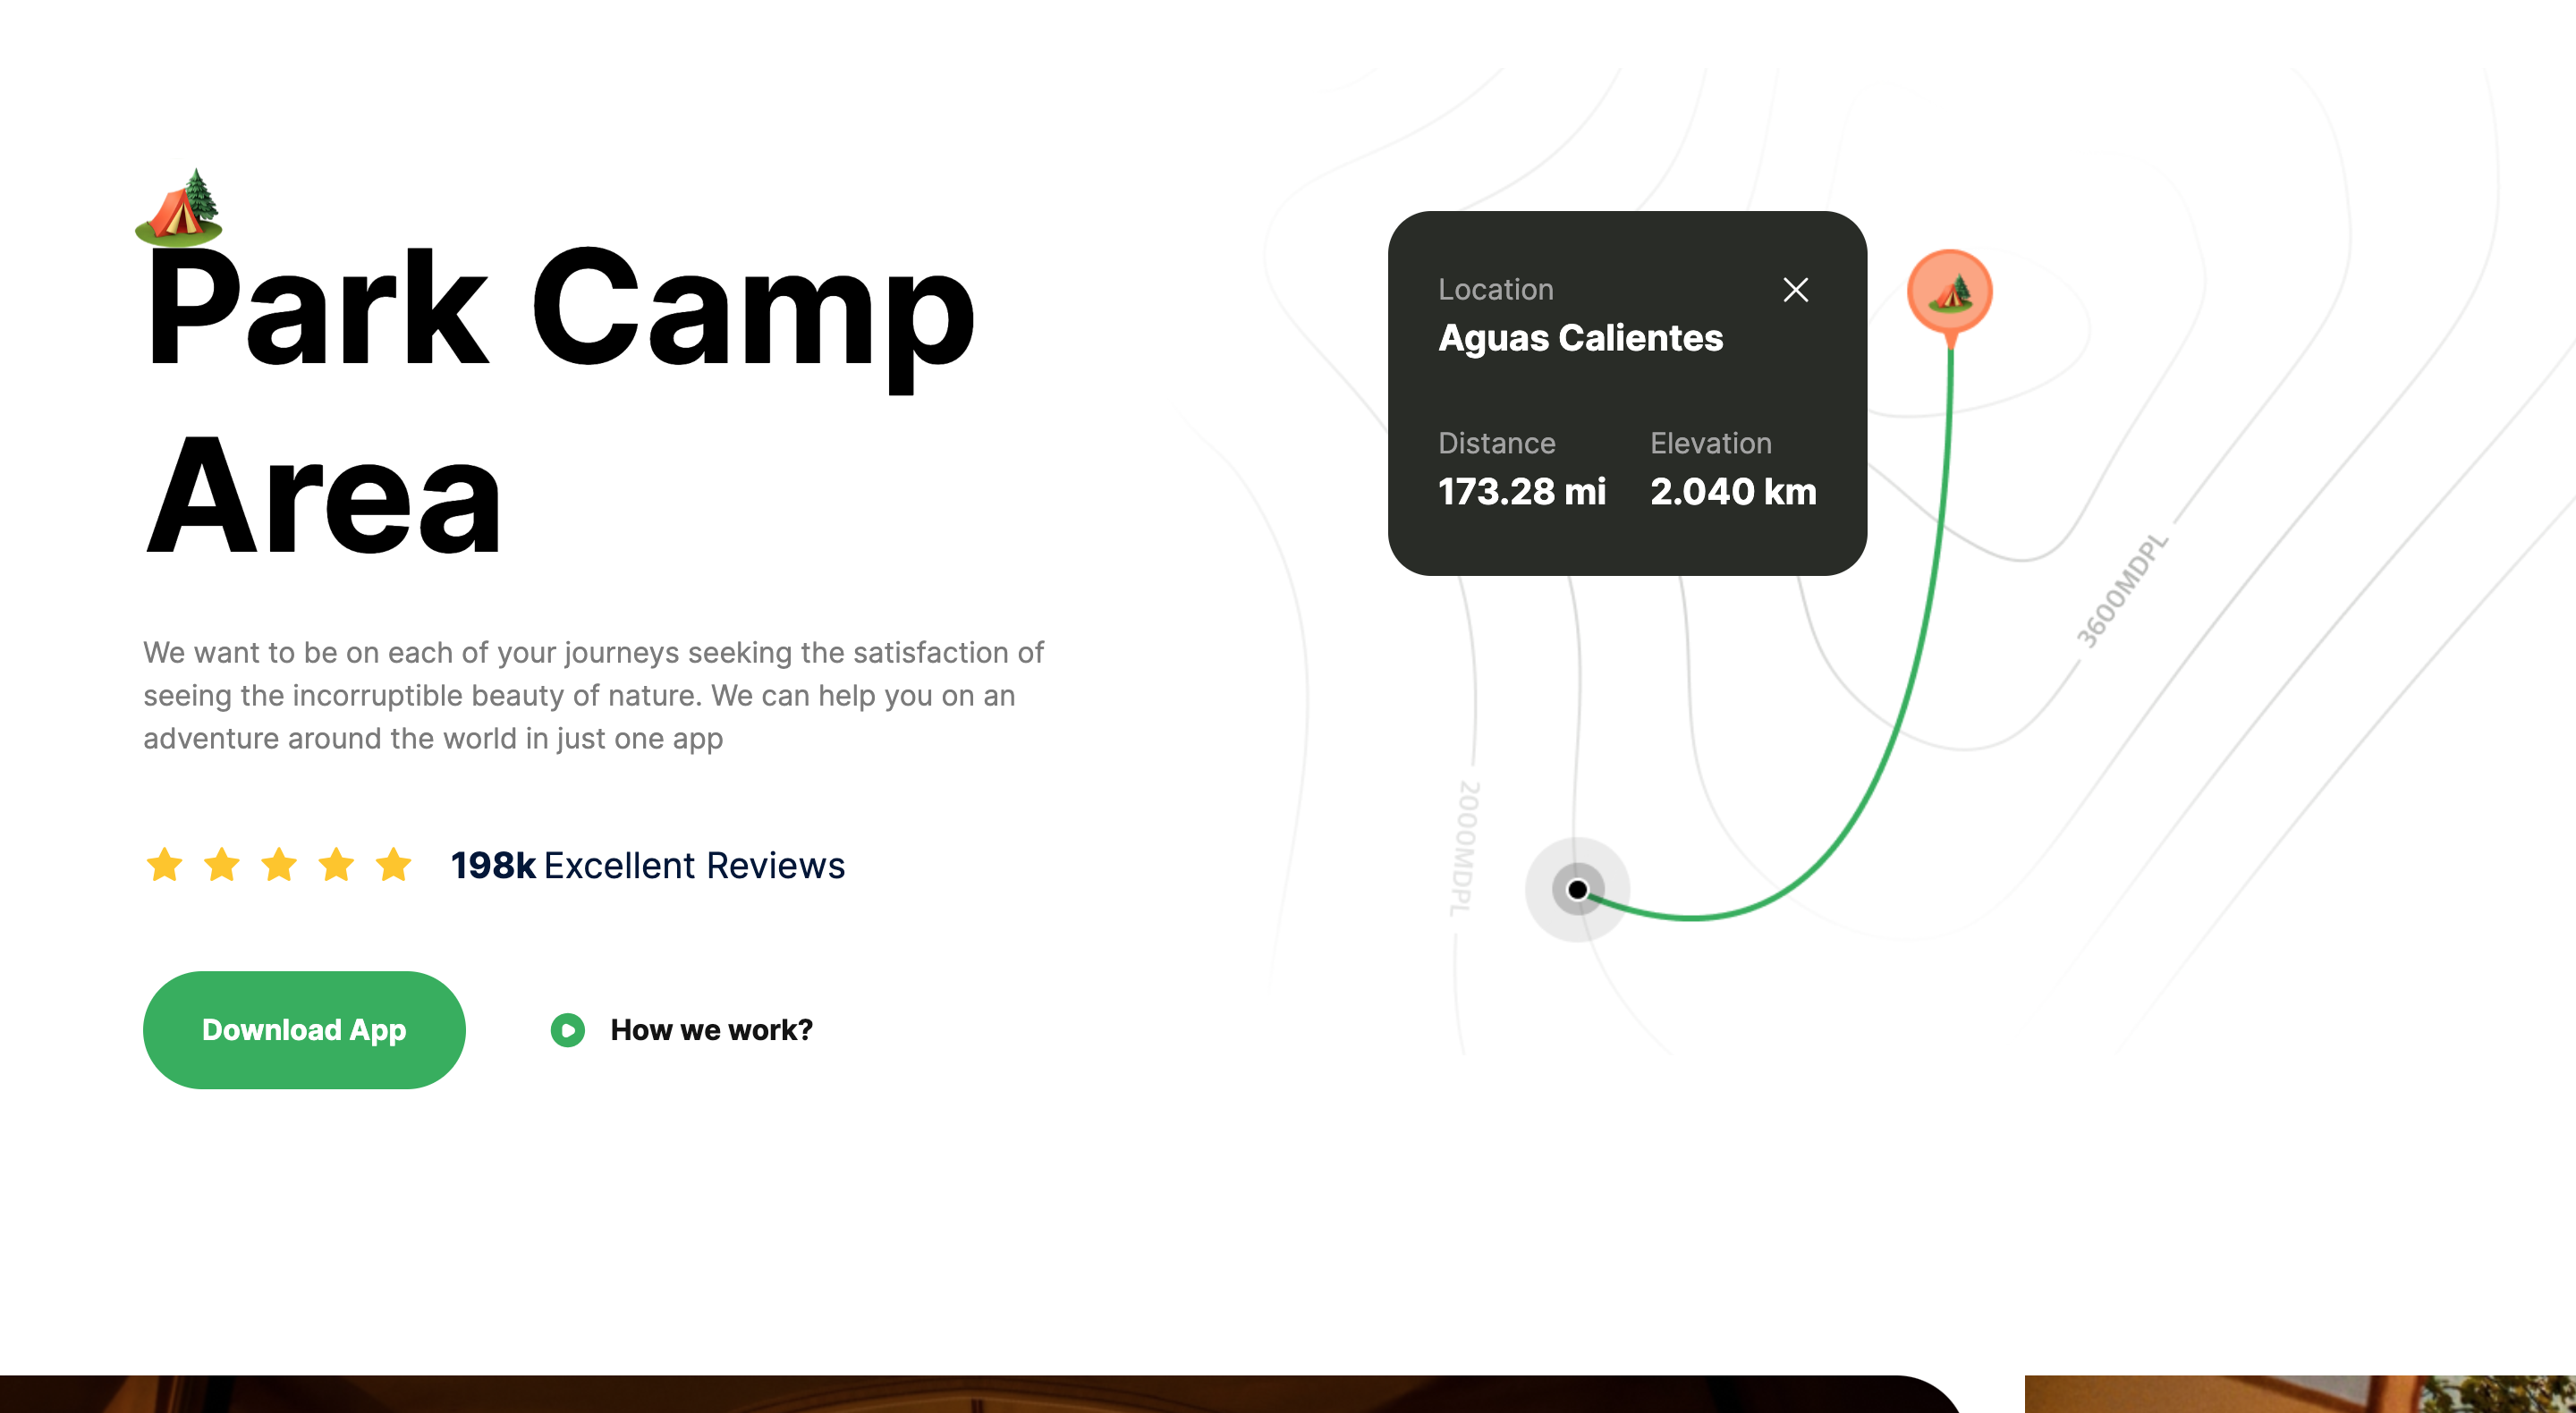 Park Camp
Area
We want to be on each of your journeys seeking the satisfaction of
seeing the incorruptible beauty of nature. We can help you on an
adventure around the world in just one app
198k Excellent Reviews
Download App
How we work?
Location
Aguas Calientes
Distance
Elevation
173.28 mi
2.040 km
3600MDPL
2000MDPL